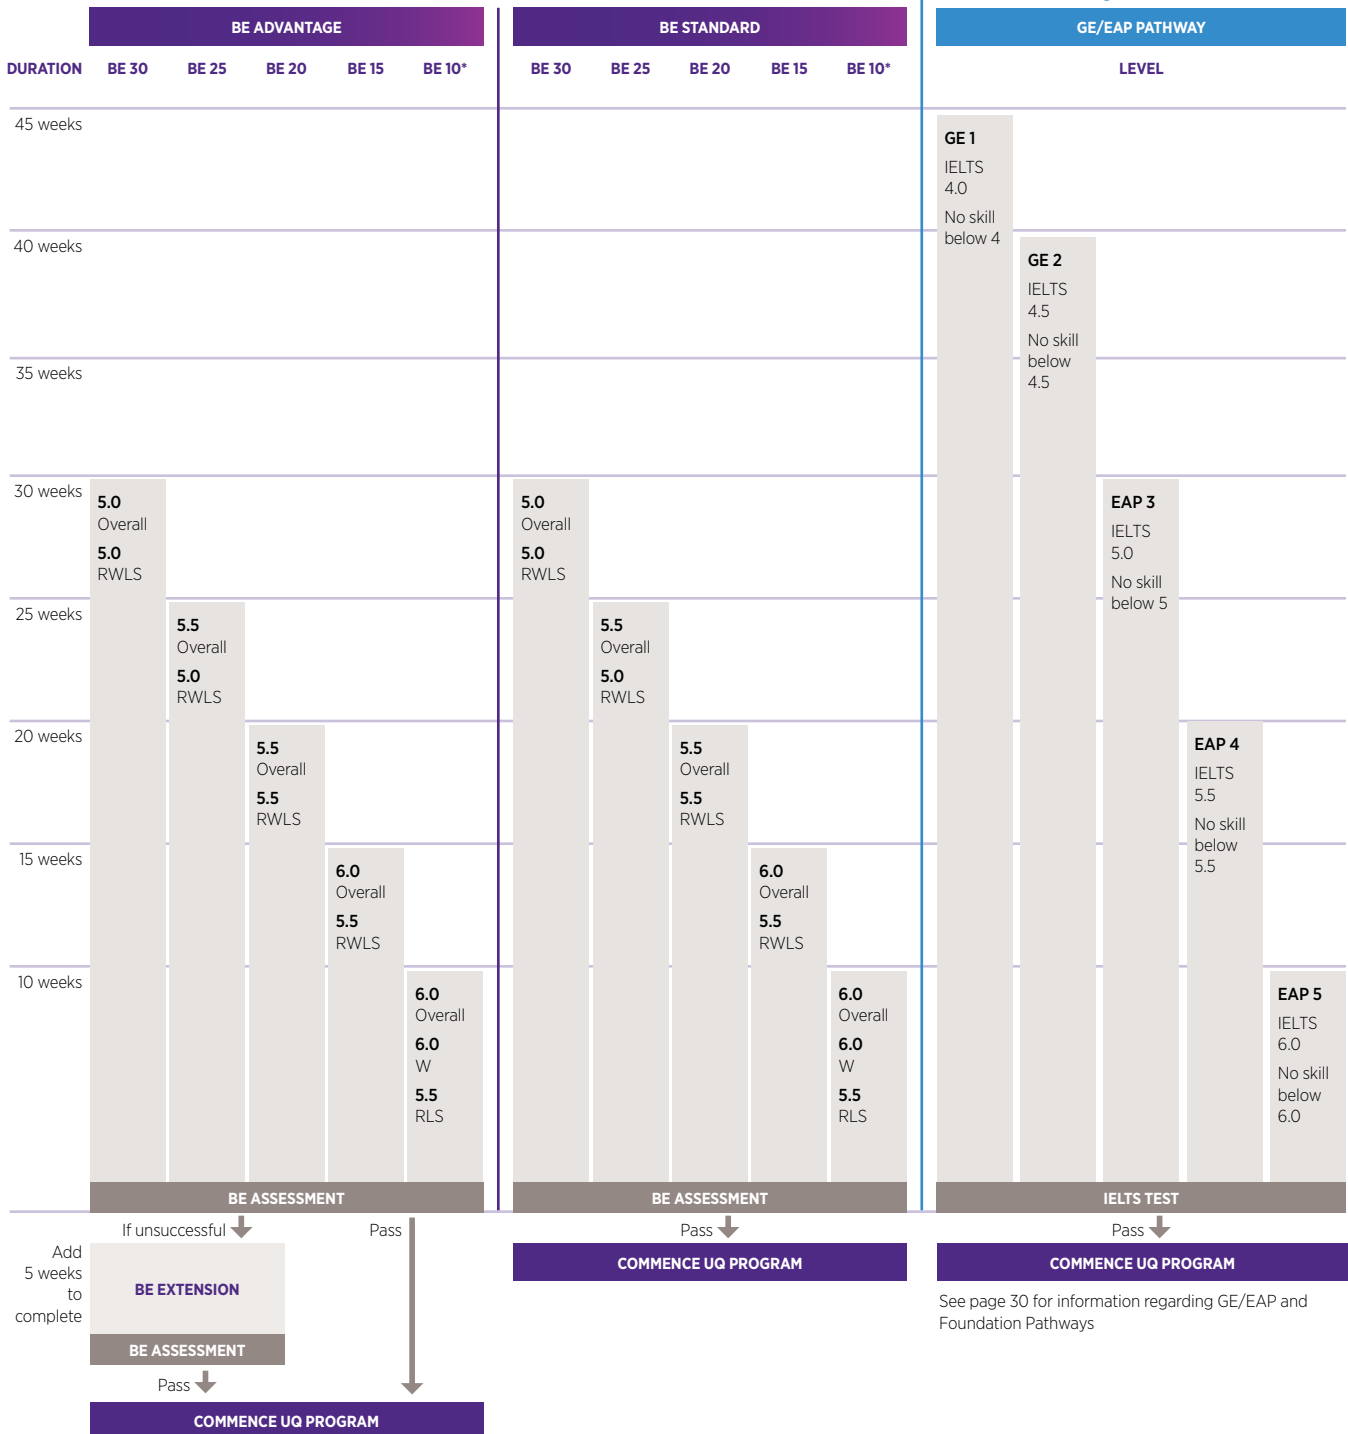 BE ADVANTAGE
BE STANDARD
GE/EAP PATHWAY
DURATION BE 30 BE 25 BE 20 BE 15 BE 10*
BE 30 BE 25 BE 20 BE 15 BE 10*
LEVEL
45 weeks
40 weeks
35 weeks
30 weeks
25 weeks
20 weeks
15 weeks
10 weeks
5.0
Overall
5.0
RWLS
5.5
Overall
5.0
RWLS
5.5
Overall
5.5
RWLS
6.0
Overall
5.5
RWLS
6.0
Overall
6.0
W
5.5
RLS
BE ASSESSMENT
If unsuccessful
Pass
Add
5 weeks
to
complete
BE EXTENSION
BE ASSESSMENT
Pass
COMMENCE UQ PROGRAM
5.0
Overall
5.0
RWLS
5.5
Overall
5.0
RWLS
5.5
Overall
5.5
RWLS
6.0
Overall
5.5
RWLS
6.0
Overall
6.0
W
5.5
RLS
BE ASSESSMENT
Pass
COMMENCE UQ PROGRAM
GE 1
IELTS
4.0
No skill
below 4
GE 2
IELTS
4.5
No skill
below
4.5
EAP 3
IELTS
5.0
No skill
below 5
EAP 4
IELTS
5.5
No skill
below
5.5
EAP 5
IELTS
6.0
No skill
below
6.0
IELTS TEST
Pass
COMMENCE UQ PROGRAM
See page 30 for information regarding GE/EAP and
Foundation Pathways